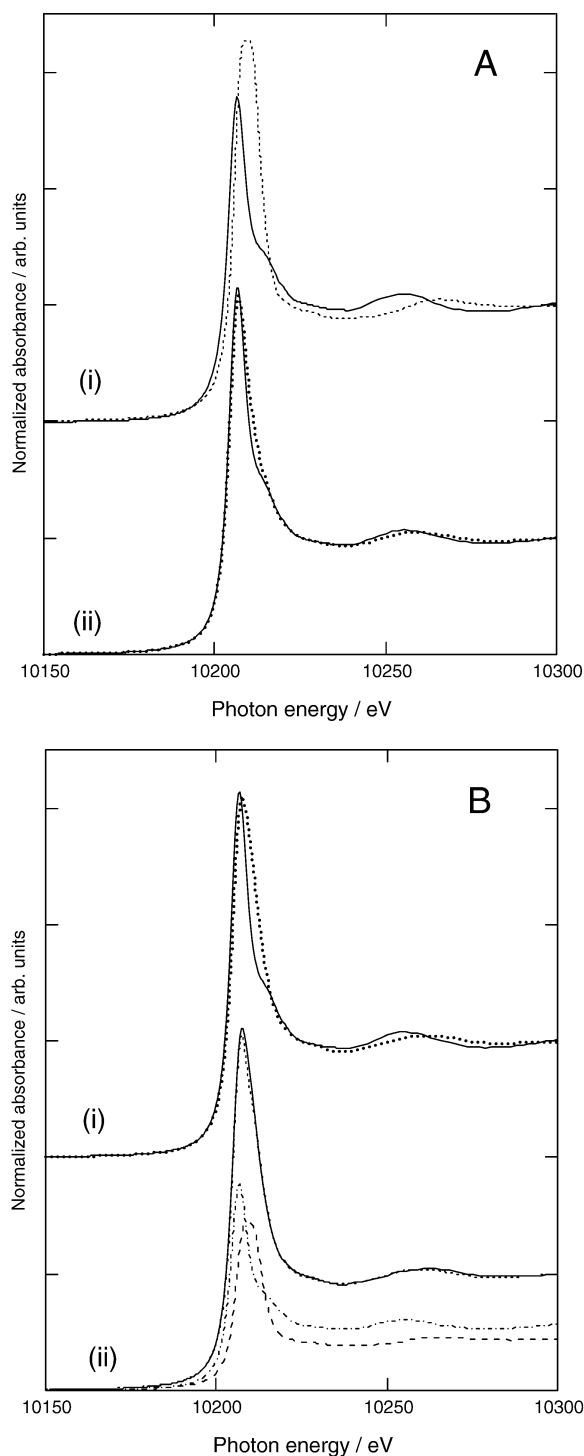 A
Normalized absorbance / arb. units
(i)
(ii)
10150 10200 10250 10300
Photon energy / eV
B
Normalized absorbance / arb. units
(i)
(ii)
10150 10200 10250 10300
Photon energy / eV